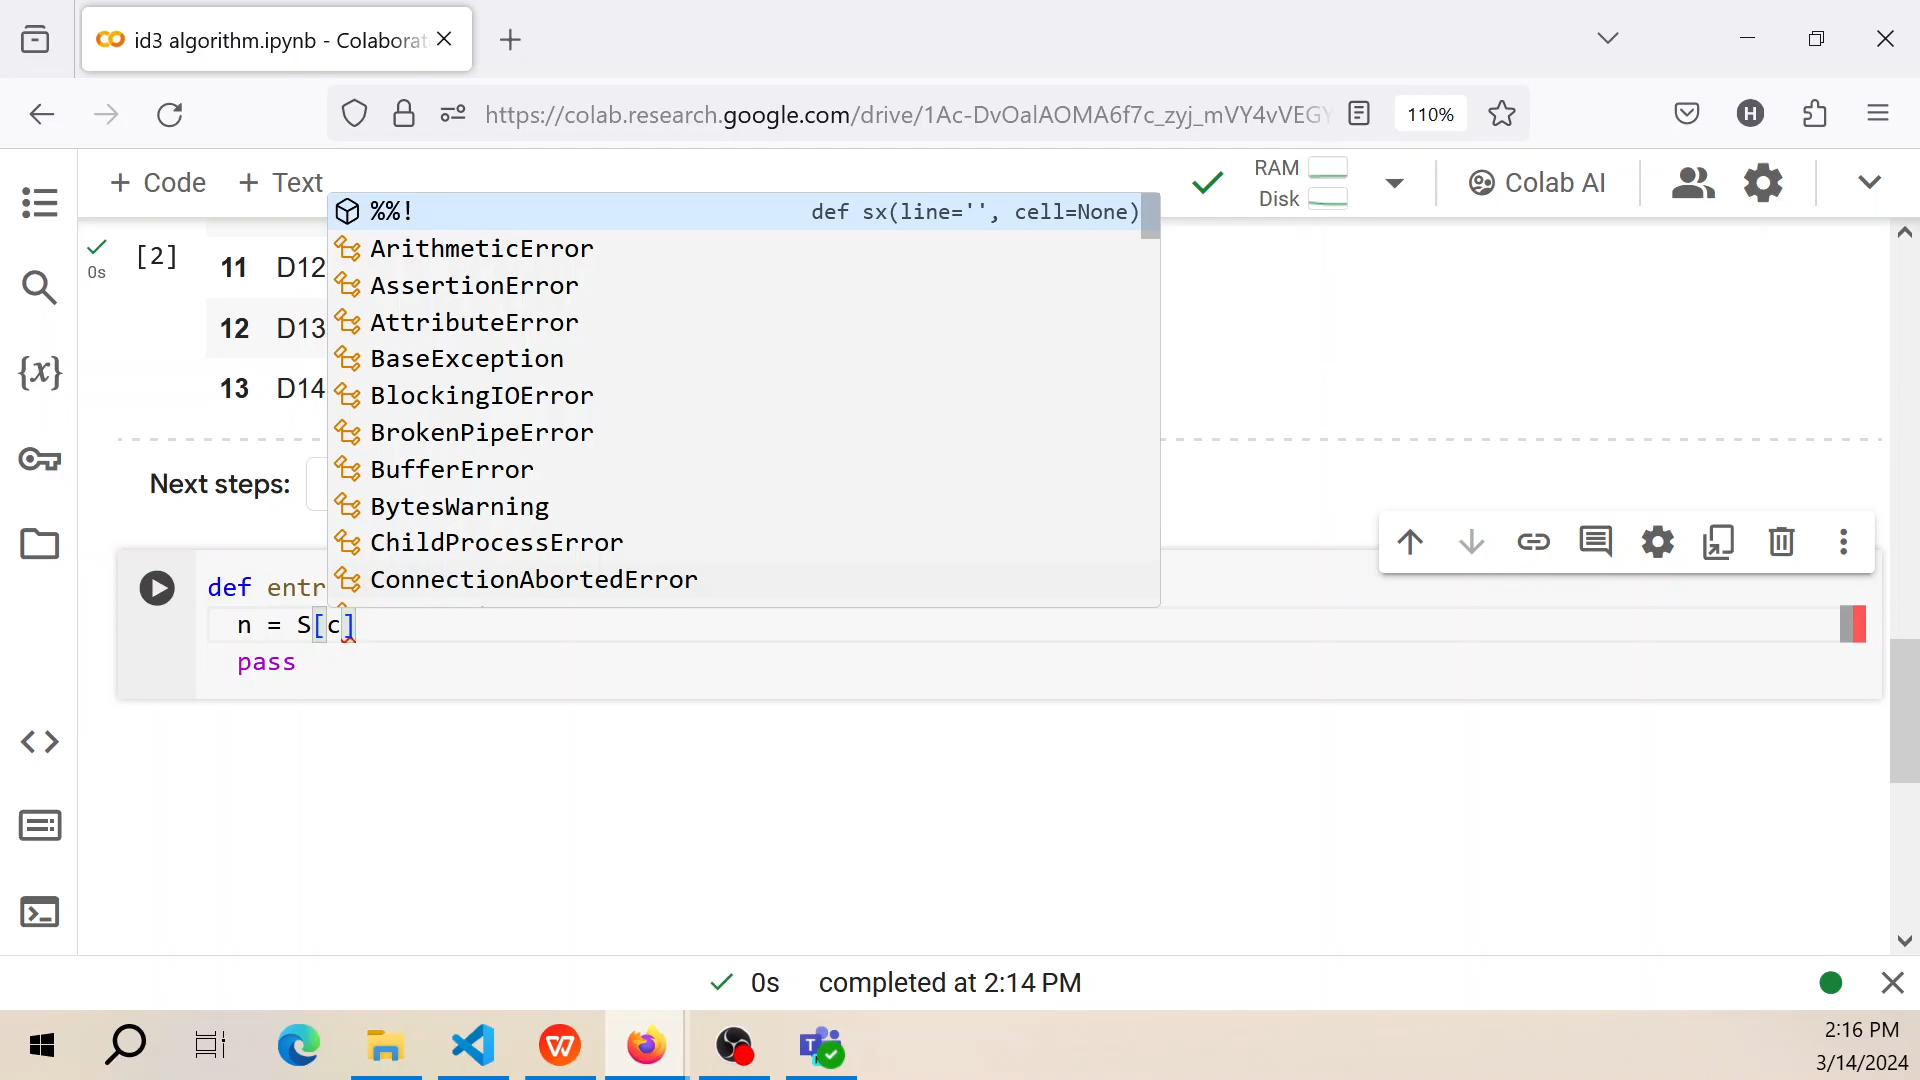 id3 algorithm.ipynb - Colaborat
https://colab.research.google.com/drive/1Ac-DvOalAOMA6f7c_zyj_mVY4vVEGY
110%
H
+ Code + Text
RAM
Disk
Colab AI
%%! def sx(line='', cell=None)
ArithmeticError
AssertionError
AttributeError
BaseException
BlockingIOError
BrokenPipeError
BufferError
BytesWarning
ChildProcessError
ConnectionAbortedError
0s
[2]
11 D12
12 D13
13 D14
{x}
Next steps:
def entr
n = S[c]
pass
0s completed at 2:14 PM
2:16 PM
3/14/2024